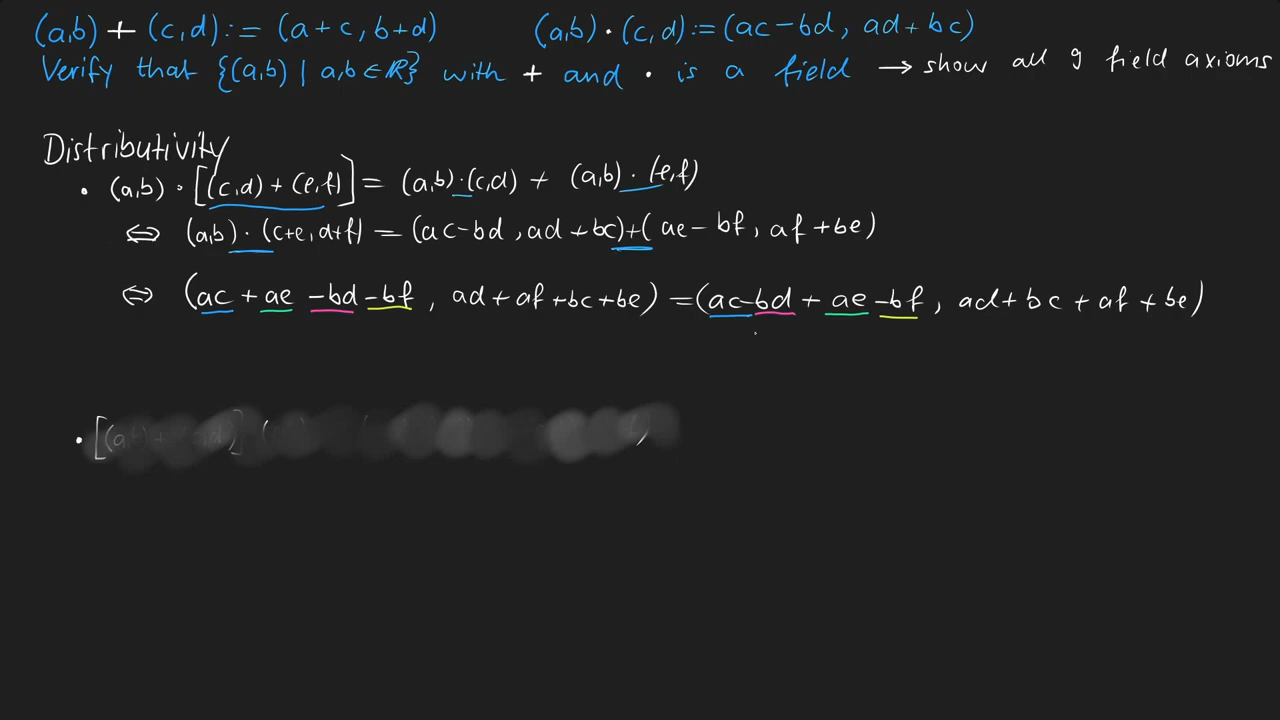 (a,b) + (c,d) := (a+c, b+d) (a,b) · (c,d) := (ac-bd, ad+bc)
Verify that {(a,b) | a,b ∈ ℝ} with + and · is a field → show all 9 field axioms
Distributivity
• (a,b) · [(c,d) + (e,f)] = (a,b) · (c,d) + (a,b) · (e,f)
⇔ (a,b) · (c+e, d+f) = (ac-bd, ad+bc) + (ae-bf, af+be)
⇔ (ac + ae - bd - bf, ad + af + bc + be) = (ac - bd + ae - bf, ad + bc + af + be)
• [(a